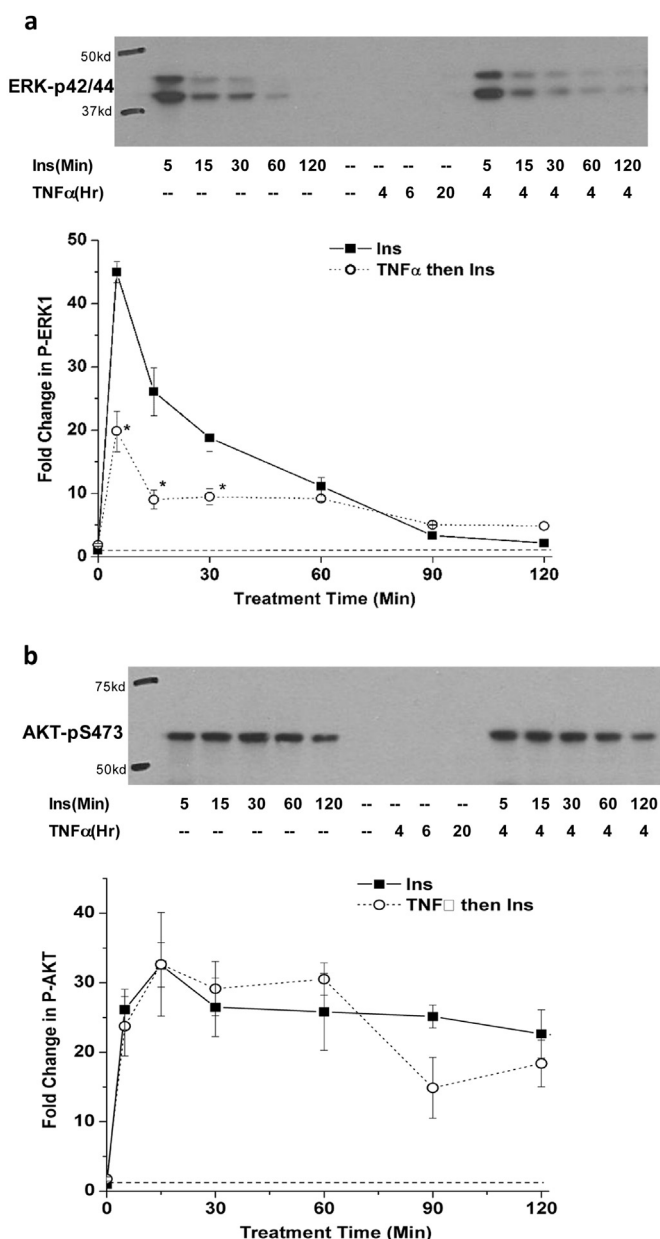 a
50kd
ERK-p42/44
37kd
Ins(Min) 5 15 30 60 120 -- -- -- -- 5 15 30 60 120
TNFα(Hr) -- -- -- -- -- -- 4 6 20 4 4 4 4 4
50
40
30
20
10
0
Fold Change in P-ERK1
Ins
TNFα then Ins
*
*
*
0 30 60 90 120
Treatment Time (Min)
b
75kd
AKT-pS473
50kd
Ins(Min) 5 15 30 60 120 -- -- -- -- 5 15 30 60 120
TNFα(Hr) -- -- -- -- -- -- 4 6 20 4 4 4 4 4
40
30
20
10
0
Fold Change in P-AKT
Ins
TNF□ then Ins
0 30 60 90 120
Treatment Time (Min)